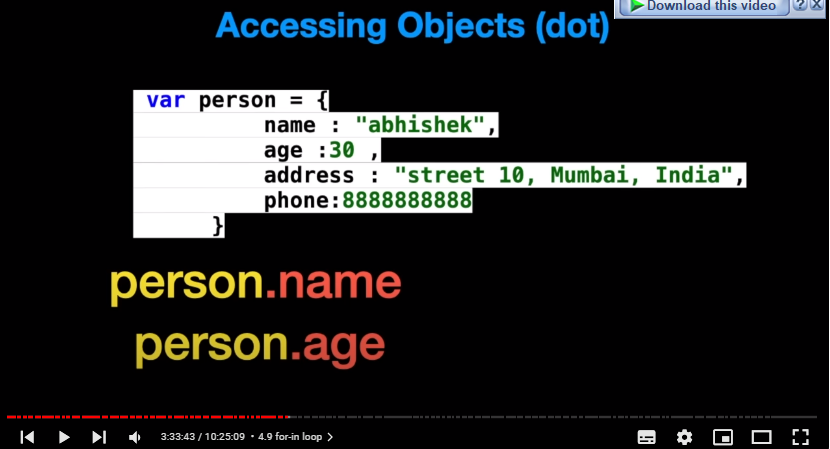 Download this video
Accessing Objects (dot)
var person = {
name : "abhishek",
age :30 ,
address : "street 10, Mumbai, India",
phone:8888888888
}
person.name
person.age
3:33:43 / 10:25:09 • 4.9 for-in loop